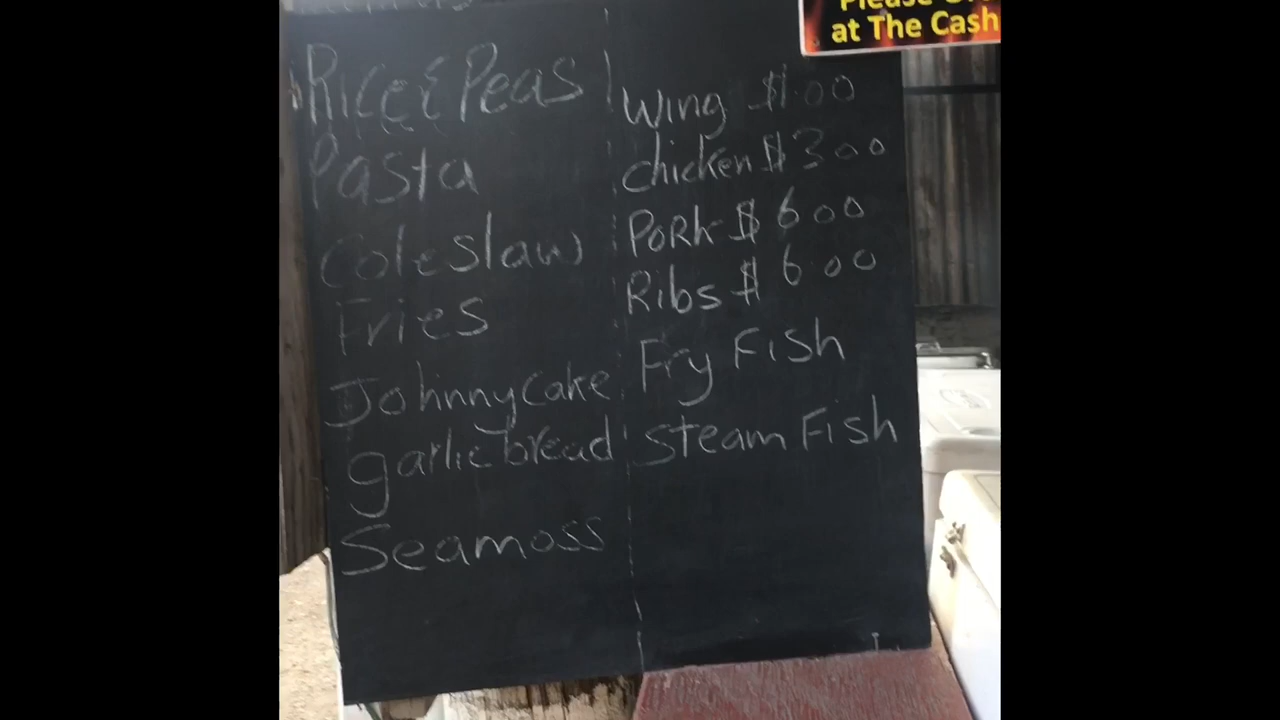 Please
at The Cash
Rice & Peas
Pasta
Coleslaw
Fries
Johnnycake
garlic bread
Seamoss
Wing $1.00
chicken $3.00
Pork $6.00
Ribs $6.00
Fry Fish
Steam Fish